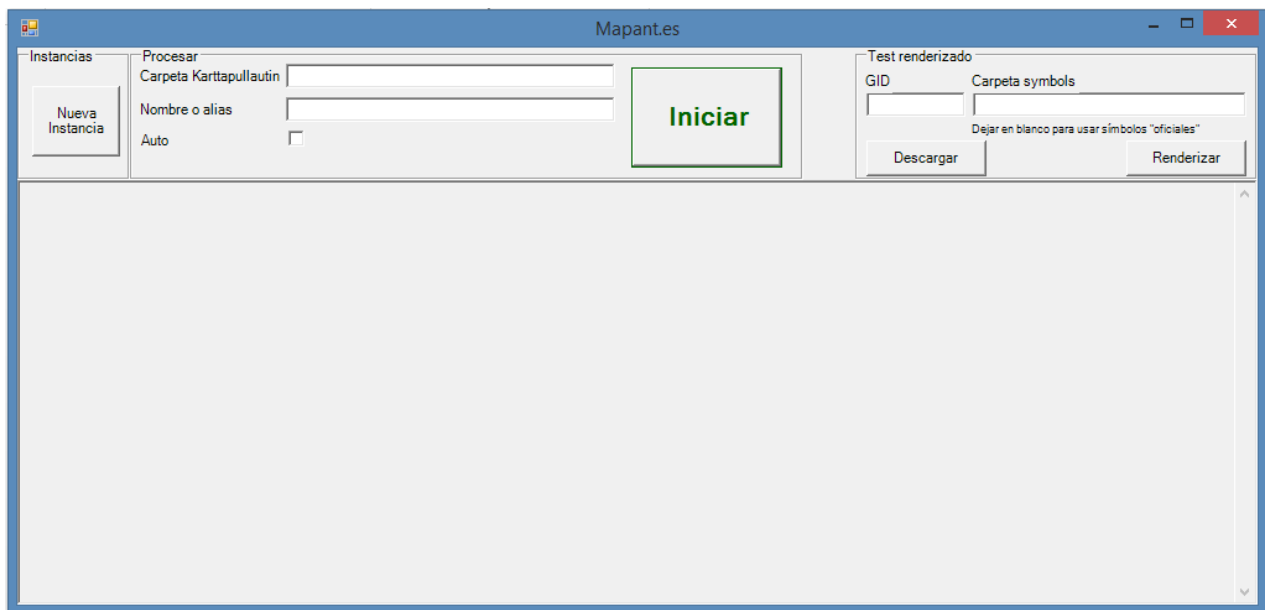 Mapant.es
Instancias
Nueva
Instancia
Procesar
Carpeta Karttapullautin
Nombre o alias
Auto
Iniciar
Test renderizado
GID Carpeta symbols
Dejar en blanco para usar símbolos "oficiales"
Descargar Renderizar